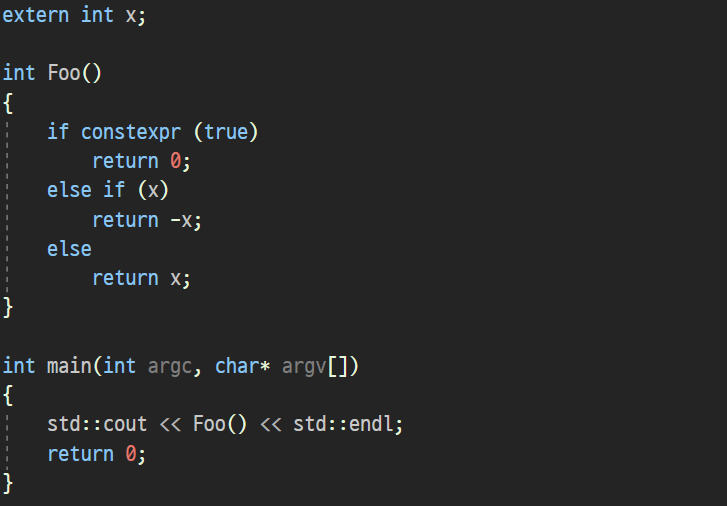 extern int x;
int Foo()
{
if constexpr (true)
return 0;
else if (x)
return -x;
else
return x;
}
int main(int argc, char* argv[])
{
std::cout << Foo() << std::endl;
return 0;
}